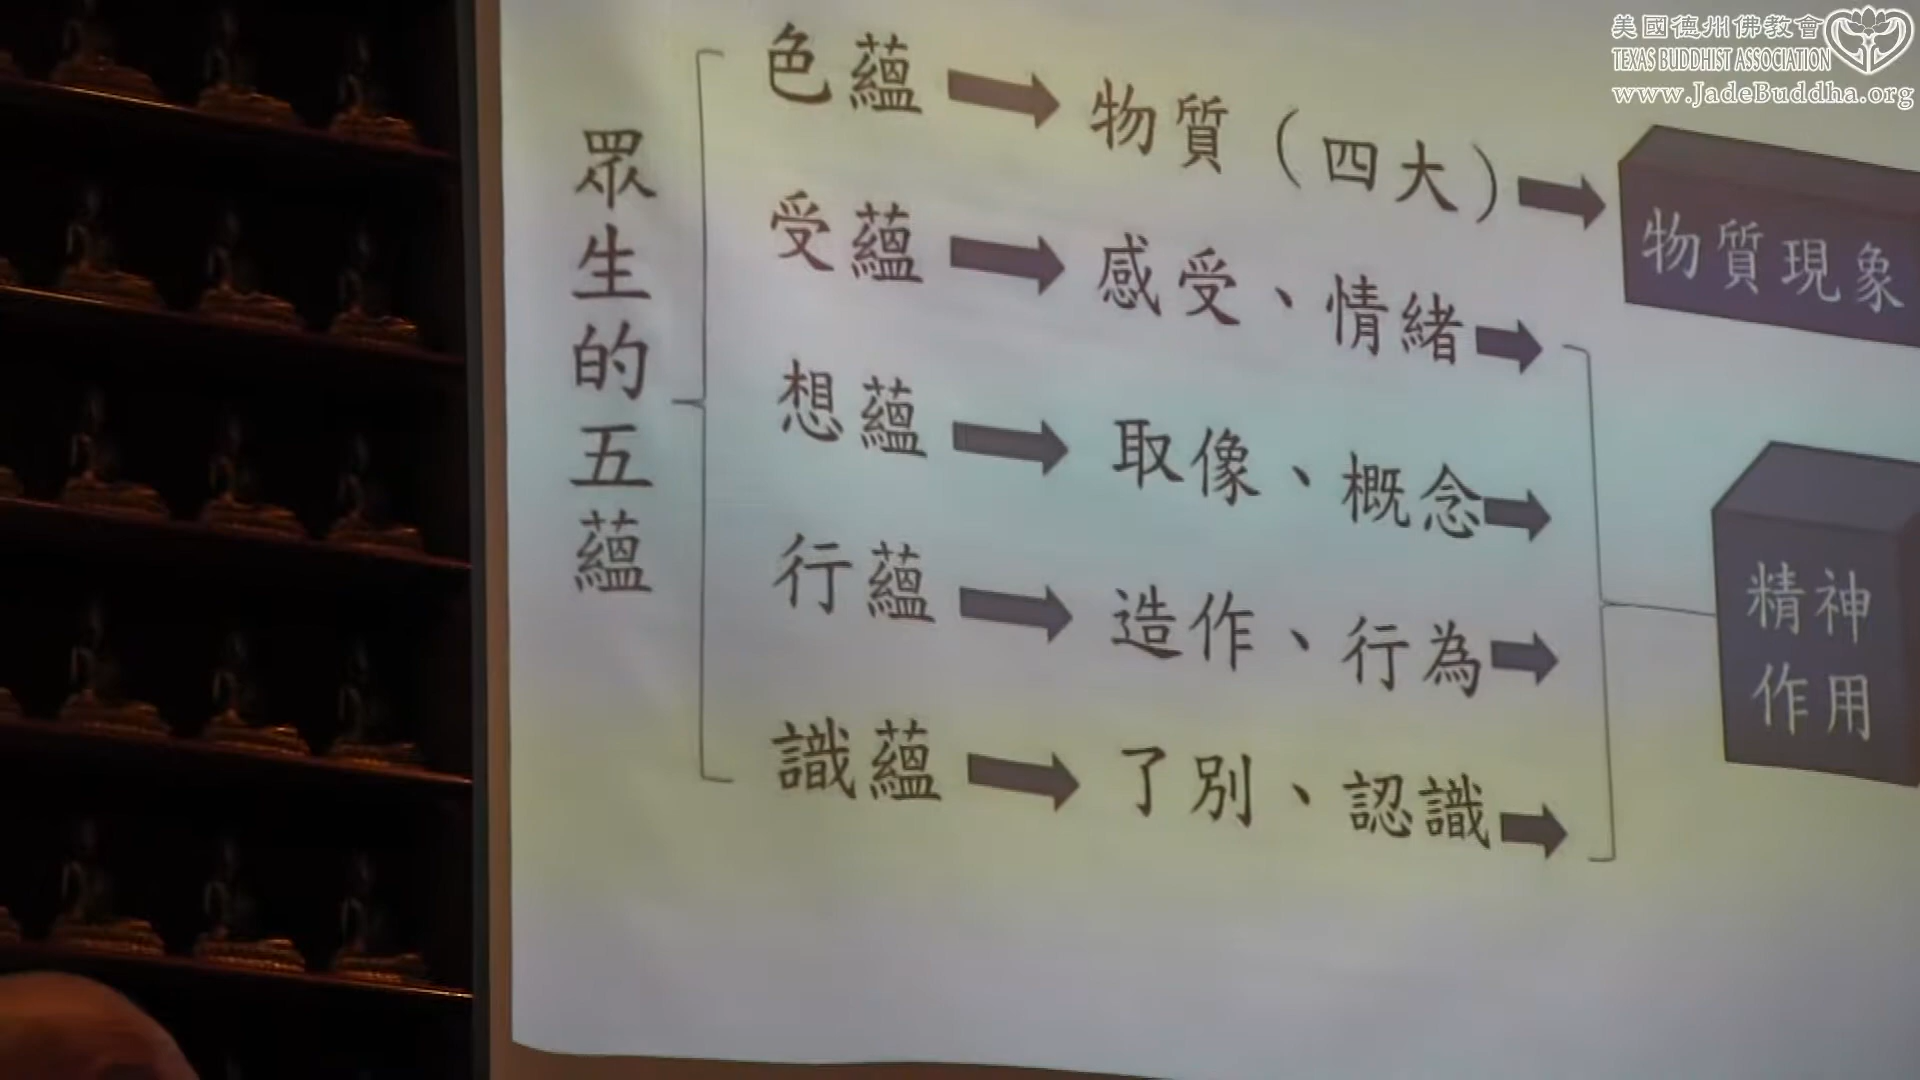 美國德州佛教會
TEXAS BUDDHIST ASSOCIATION
www.JadeBuddha.org
眾生的五蘊
色蘊 → 物質（四大） → 物質現象
受蘊 → 感受、情緒 →
想蘊 → 取像、概念 →
行蘊 → 造作、行為 →
識蘊 → 了別、認識 →
精神
作用